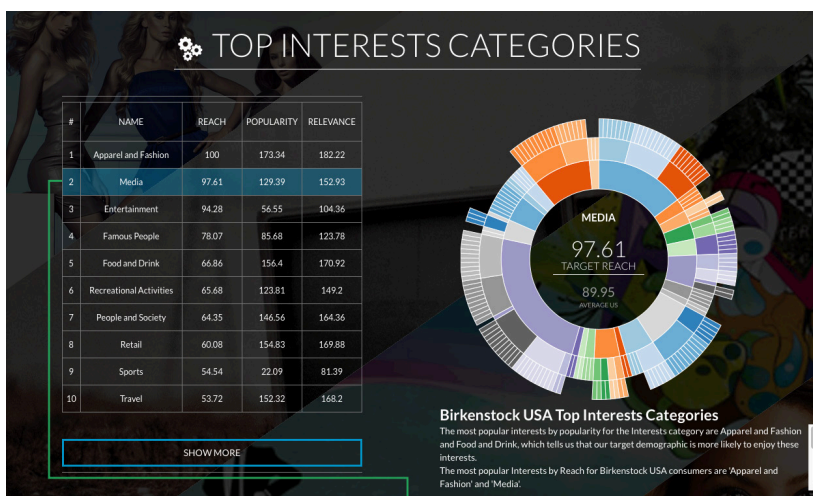 TOP INTERESTS CATEGORIES
# NAME REACH POPULARITY RELEVANCE
1 Apparel and Fashion 100 173.34 182.22
2 Media 97.61 129.39 152.93
3 Entertainment 94.28 56.55 104.36
4 Famous People 78.07 85.68 123.78
5 Food and Drink 66.86 156.4 170.92
6 Recreational Activities 65.68 123.81 149.2
7 People and Society 64.35 146.56 164.36
8 Retail 60.08 154.83 169.88
9 Sports 54.54 22.09 81.39
10 Travel 53.72 152.32 168.2
SHOW MORE
MEDIA
97.61
TARGET REACH
89.95
AVERAGE US
Birkenstock USA Top Interests Categories
The most popular interests by popularity for the Interests category are Apparel and Fashion
and Food and Drink, which tells us that our target demographic is more likely to enjoy these
interests.
The most popular Interests by Reach for Birkenstock USA consumers are 'Apparel and
Fashion' and 'Media'.